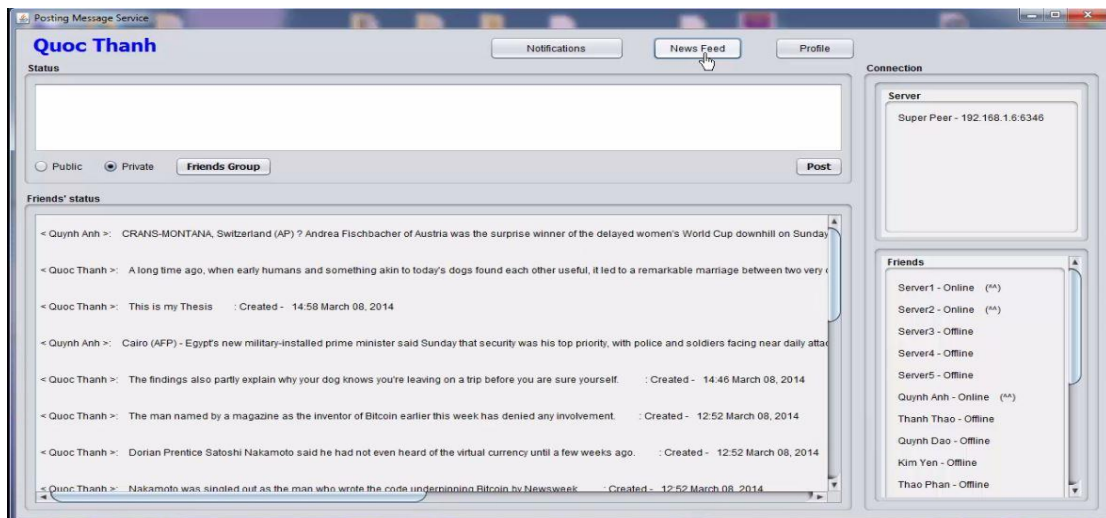 Posting Message Service
Quoc Thanh
Notifications
News Feed
Profile
Status
Public
Private
Friends Group
Post
Friends' status
< Quynh Anh >: CRANS-MONTANA, Switzerland (AP) ? Andrea Fischbacher of Austria was the surprise winner of the delayed women's World Cup downhill on Sunday
< Quoc Thanh >: A long time ago, when early humans and something akin to today's dogs found each other useful, it led to a remarkable marriage between two very
< Quoc Thanh >: This is my Thesis : Created - 14:58 March 08, 2014
< Quynh Anh >: Cairo (AFP) - Egypt's new military-installed prime minister said Sunday that security was his top priority, with police and soldiers facing near daily
< Quoc Thanh >: The findings also partly explain why your dog knows you're leaving on a trip before you are sure yourself. : Created - 14:46 March 08, 2014
< Quoc Thanh >: The man named by a magazine as the inventor of Bitcoin earlier this week has denied any involvement. : Created - 12:52 March 08, 2014
< Quoc Thanh >: Dorian Prentice Satoshi Nakamoto said he had not even heard of the virtual currency until a few weeks ago. : Created - 12:52 March 08, 2014
< Quoc Thanh >: Nakamoto was singled out as the man who wrote the code underpinning Bitcoin by Newsweek : Created - 12:52 March 08, 2014
Connection
Server
Super Peer - 192.168.1.6:6346
Friends
Server1 - Online (^^)
Server2 - Online (^^)
Server3 - Offline
Server4 - Offline
Server5 - Offline
Quynh Anh - Online (^^)
Thanh Thao - Offline
Quynh Dao - Offline
Kim Yen - Offline
Thao Phan - Offline